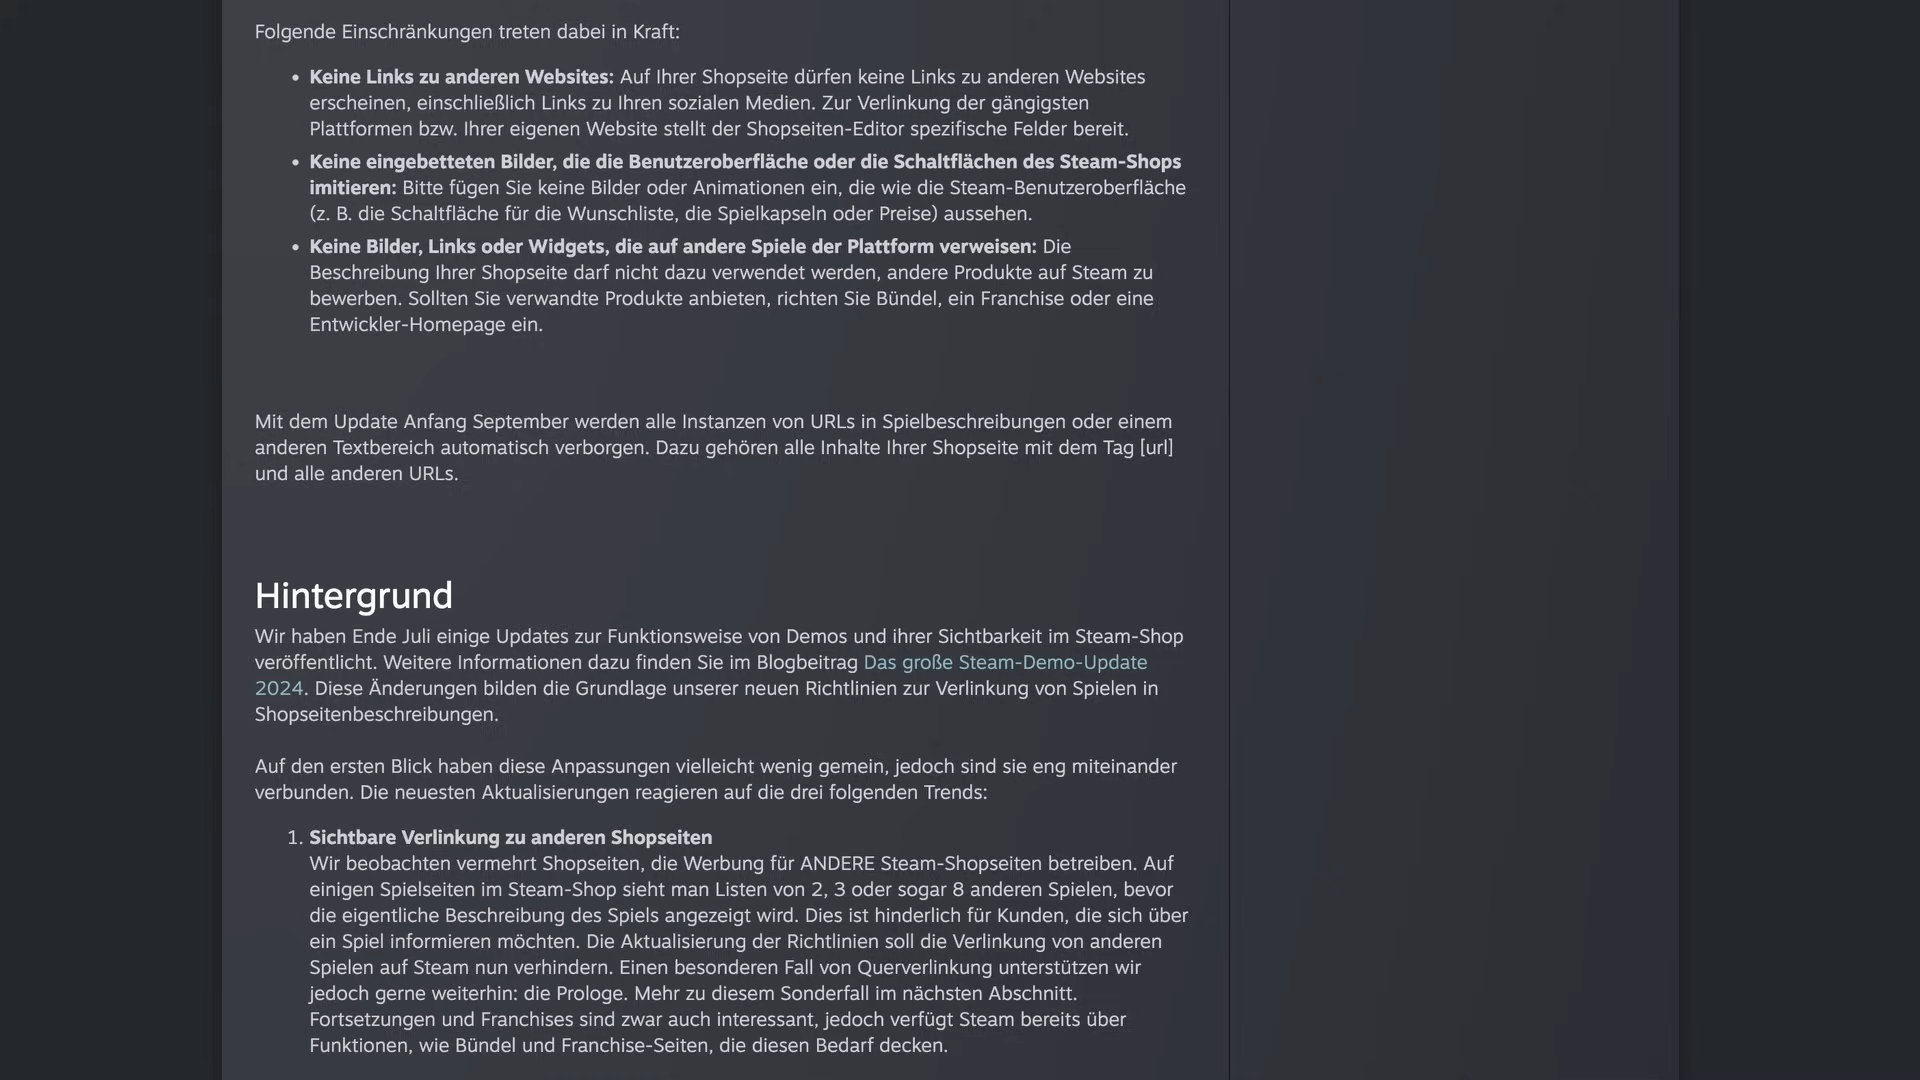 Folgende Einschränkungen treten dabei in Kraft:
• Keine Links zu anderen Websites: Auf Ihrer Shopseite dürfen keine Links zu anderen Websites
erscheinen, einschließlich Links zu Ihren sozialen Medien. Zur Verlinkung der gängigsten
Plattformen bzw. Ihrer eigenen Website stellt der Shopseiten-Editor spezifische Felder bereit.
• Keine eingebetteten Bilder, die die Benutzeroberfläche oder die Schaltflächen des Steam-Shops
imitieren: Bitte fügen Sie keine Bilder oder Animationen ein, die wie die Steam-Benutzeroberfläche
(z. B. die Schaltfläche für die Wunschliste, die Spielkapseln oder Preise) aussehen.
• Keine Bilder, Links oder Widgets, die auf andere Spiele der Plattform verweisen: Die
Beschreibung Ihrer Shopseite darf nicht dazu verwendet werden, andere Produkte auf Steam zu
bewerben. Sollten Sie verwandte Produkte anbieten, richten Sie Bündel, ein Franchise oder eine
Entwickler-Homepage ein.
Mit dem Update Anfang September werden alle Instanzen von URLs in Spielbeschreibungen oder einem
anderen Textbereich automatisch verborgen. Dazu gehören alle Inhalte Ihrer Shopseite mit dem Tag [url]
und alle anderen URLs.
Hintergrund
Wir haben Ende Juli einige Updates zur Funktionsweise von Demos und ihrer Sichtbarkeit im Steam-Shop
veröffentlicht. Weitere Informationen dazu finden Sie im Blogbeitrag Das große Steam-Demo-Update
2024. Diese Änderungen bilden die Grundlage unserer neuen Richtlinien zur Verlinkung von Spielen in
Shopseitenbeschreibungen.
Auf den ersten Blick haben diese Anpassungen vielleicht wenig gemein, jedoch sind sie eng miteinander
verbunden. Die neuesten Aktualisierungen reagieren auf die drei folgenden Trends:
1. Sichtbare Verlinkung zu anderen Shopseiten
Wir beobachten vermehrt Shopseiten, die Werbung für ANDERE Steam-Shopseiten betreiben. Auf
einigen Spielseiten im Steam-Shop sieht man Listen von 2, 3 oder sogar 8 anderen Spielen, bevor
die eigentliche Beschreibung des Spiels angezeigt wird. Dies ist hinderlich für Kunden, die sich über
ein Spiel informieren möchten. Die Aktualisierung der Richtlinien soll die Verlinkung von anderen
Spielen auf Steam nun verhindern. Einen besonderen Fall von Querverlinkung unterstützen wir
jedoch gerne weiterhin: die Prologe. Mehr zu diesem Sonderfall im nächsten Abschnitt.
Fortsetzungen und Franchises sind zwar auch interessant, jedoch verfügt Steam bereits über
Funktionen, wie Bündel und Franchise-Seiten, die diesen Bedarf decken.